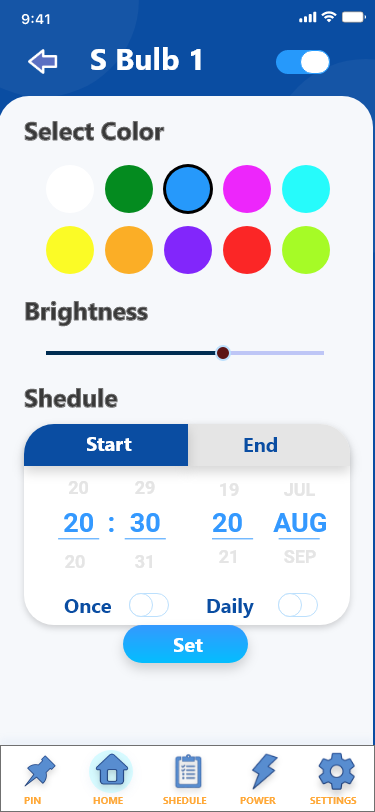 9:41
S Bulb 1
Select Color
Brightness
Shedule
Start End
20 29 19 JUL
20 : 30 20 AUG
20 31 21 SEP
Once Daily
Set
PIN HOME SHEDULE POWER SETTINGS